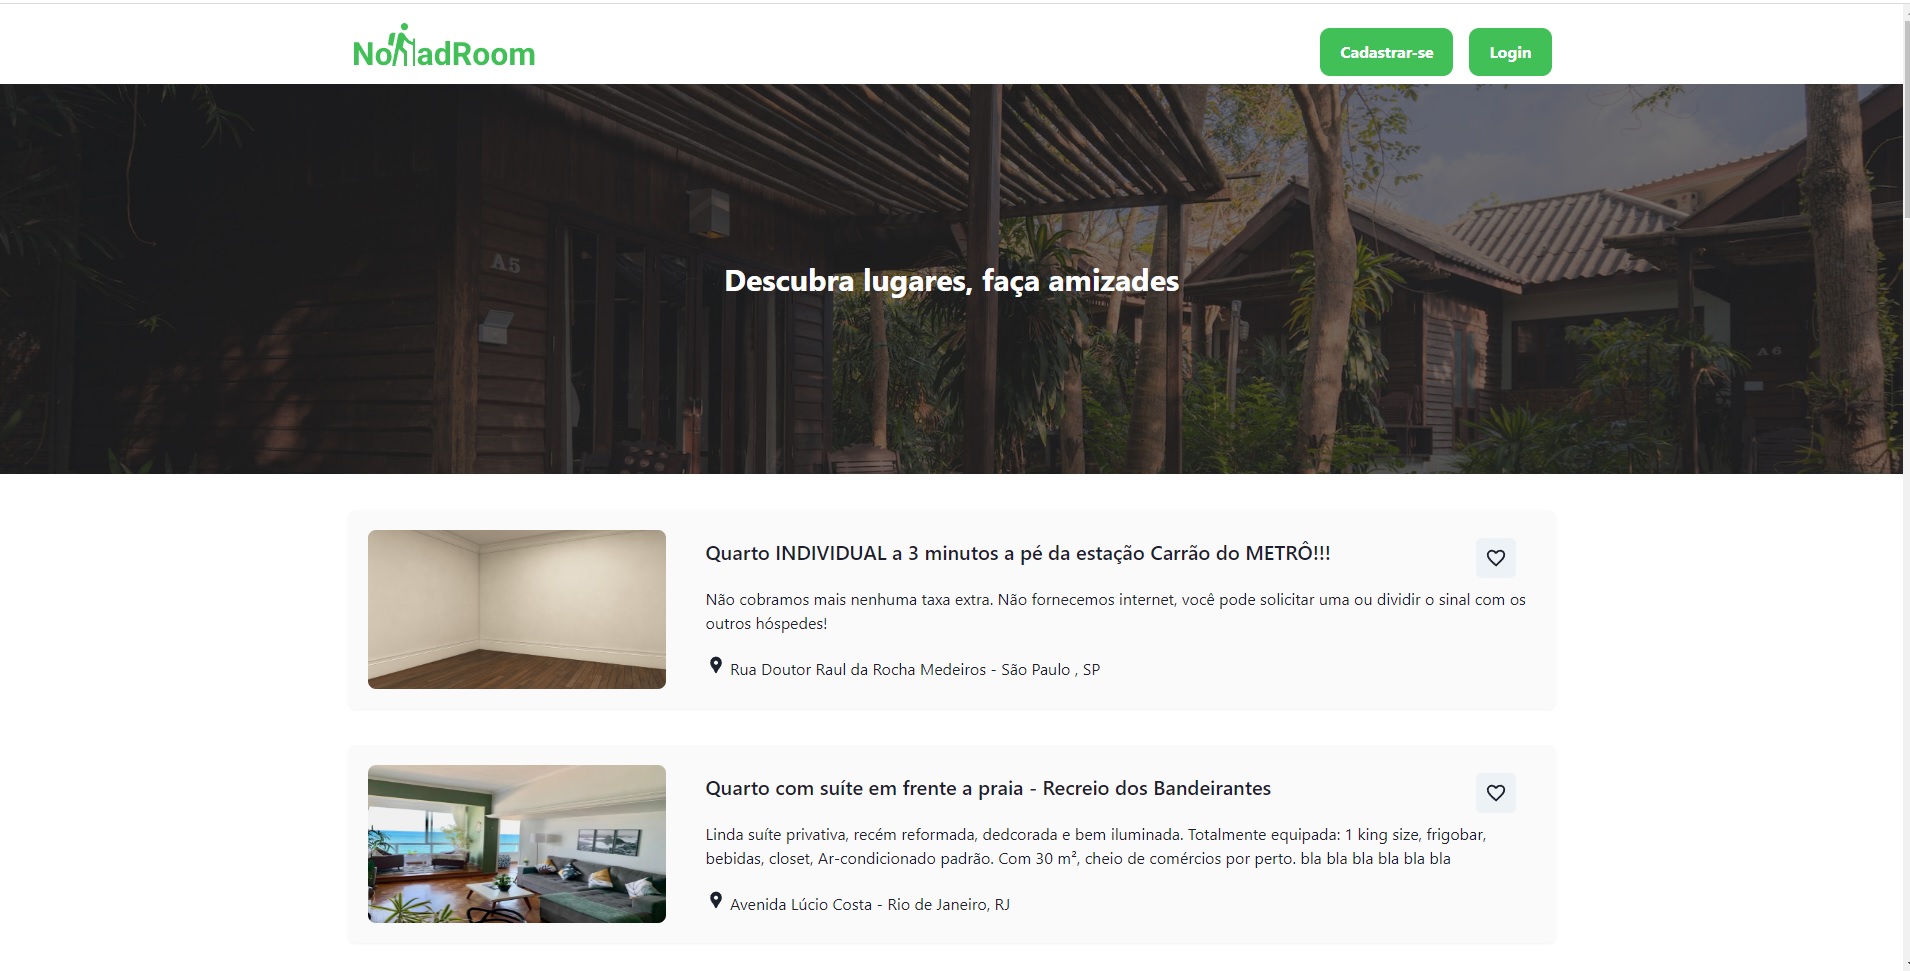 NomadRoom
Cadastrar-se
Login
A5
Descubra lugares, faça amizades
A6
Quarto INDIVIDUAL a 3 minutos a pé da estação Carrão do METRÔ!!!
Não cobramos mais nenhuma taxa extra. Não fornecemos internet, você pode solicitar uma ou dividir o sinal com os
outros hóspedes!
Rua Doutor Raul da Rocha Medeiros - São Paulo , SP
Quarto com suíte em frente a praia - Recreio dos Bandeirantes
Linda suíte privativa, recém reformada, dedcorada e bem iluminada. Totalmente equipada: 1 king size, frigobar,
bebidas, closet, Ar-condicionado padrão. Com 30 m², cheio de comércios por perto. bla bla bla bla bla bla
Avenida Lúcio Costa - Rio de Janeiro, RJ